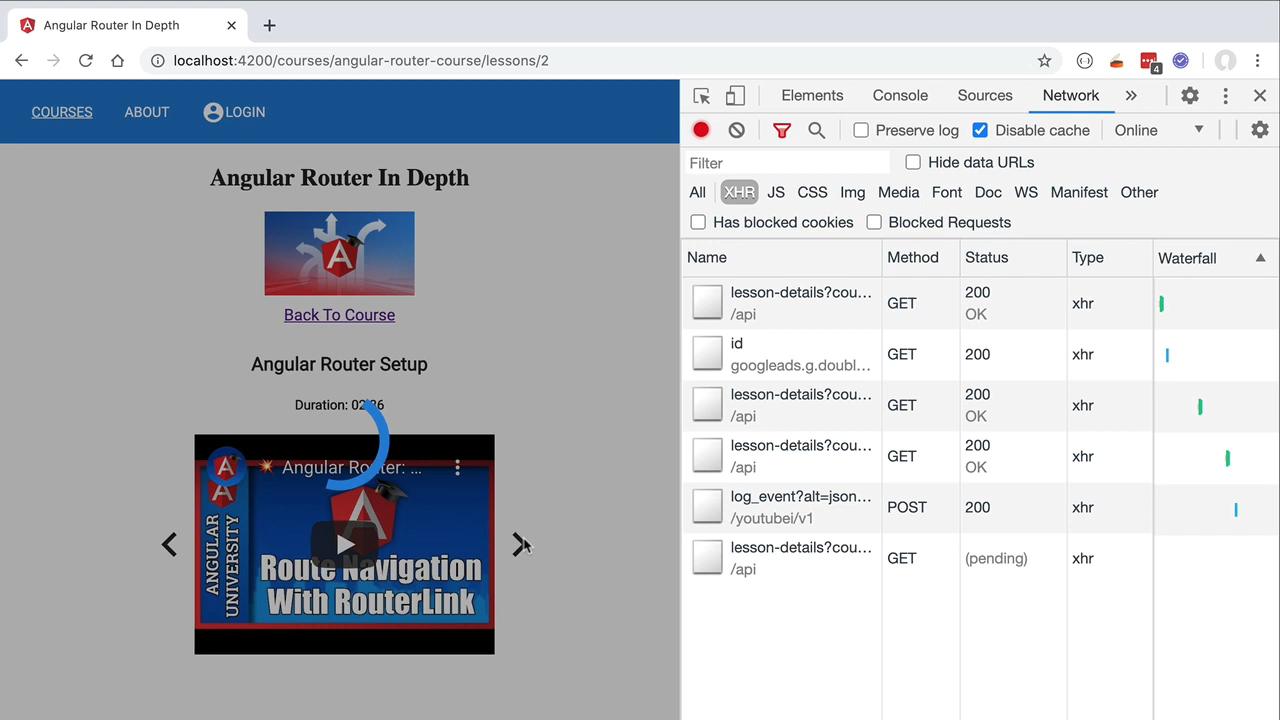 Angular Router In Depth
localhost:4200/courses/angular-router-course/lessons/2
4
COURSES
ABOUT
LOGIN
Angular Router In Depth
Back To Course
Angular Router Setup
Duration: 02:36
Angular Router: ...
ANGULAR
UNIVERSITY
Route Navigation
With RouterLink
Elements Console Sources Network
Preserve log Disable cache Online
Filter
Hide data URLs
All XHR JS CSS Img Media Font Doc WS Manifest Other
Has blocked cookies Blocked Requests
Name Method Status Type Waterfall
lesson-details?cou… GET 200 xhr
/api OK
id GET 200 xhr
googleads.g.doubl…
lesson-details?cou… GET 200 xhr
/api OK
lesson-details?cou… GET 200 xhr
/api OK
log_event?alt=json… POST 200 xhr
/youtubei/v1
lesson-details?cou… GET (pending) xhr
/api